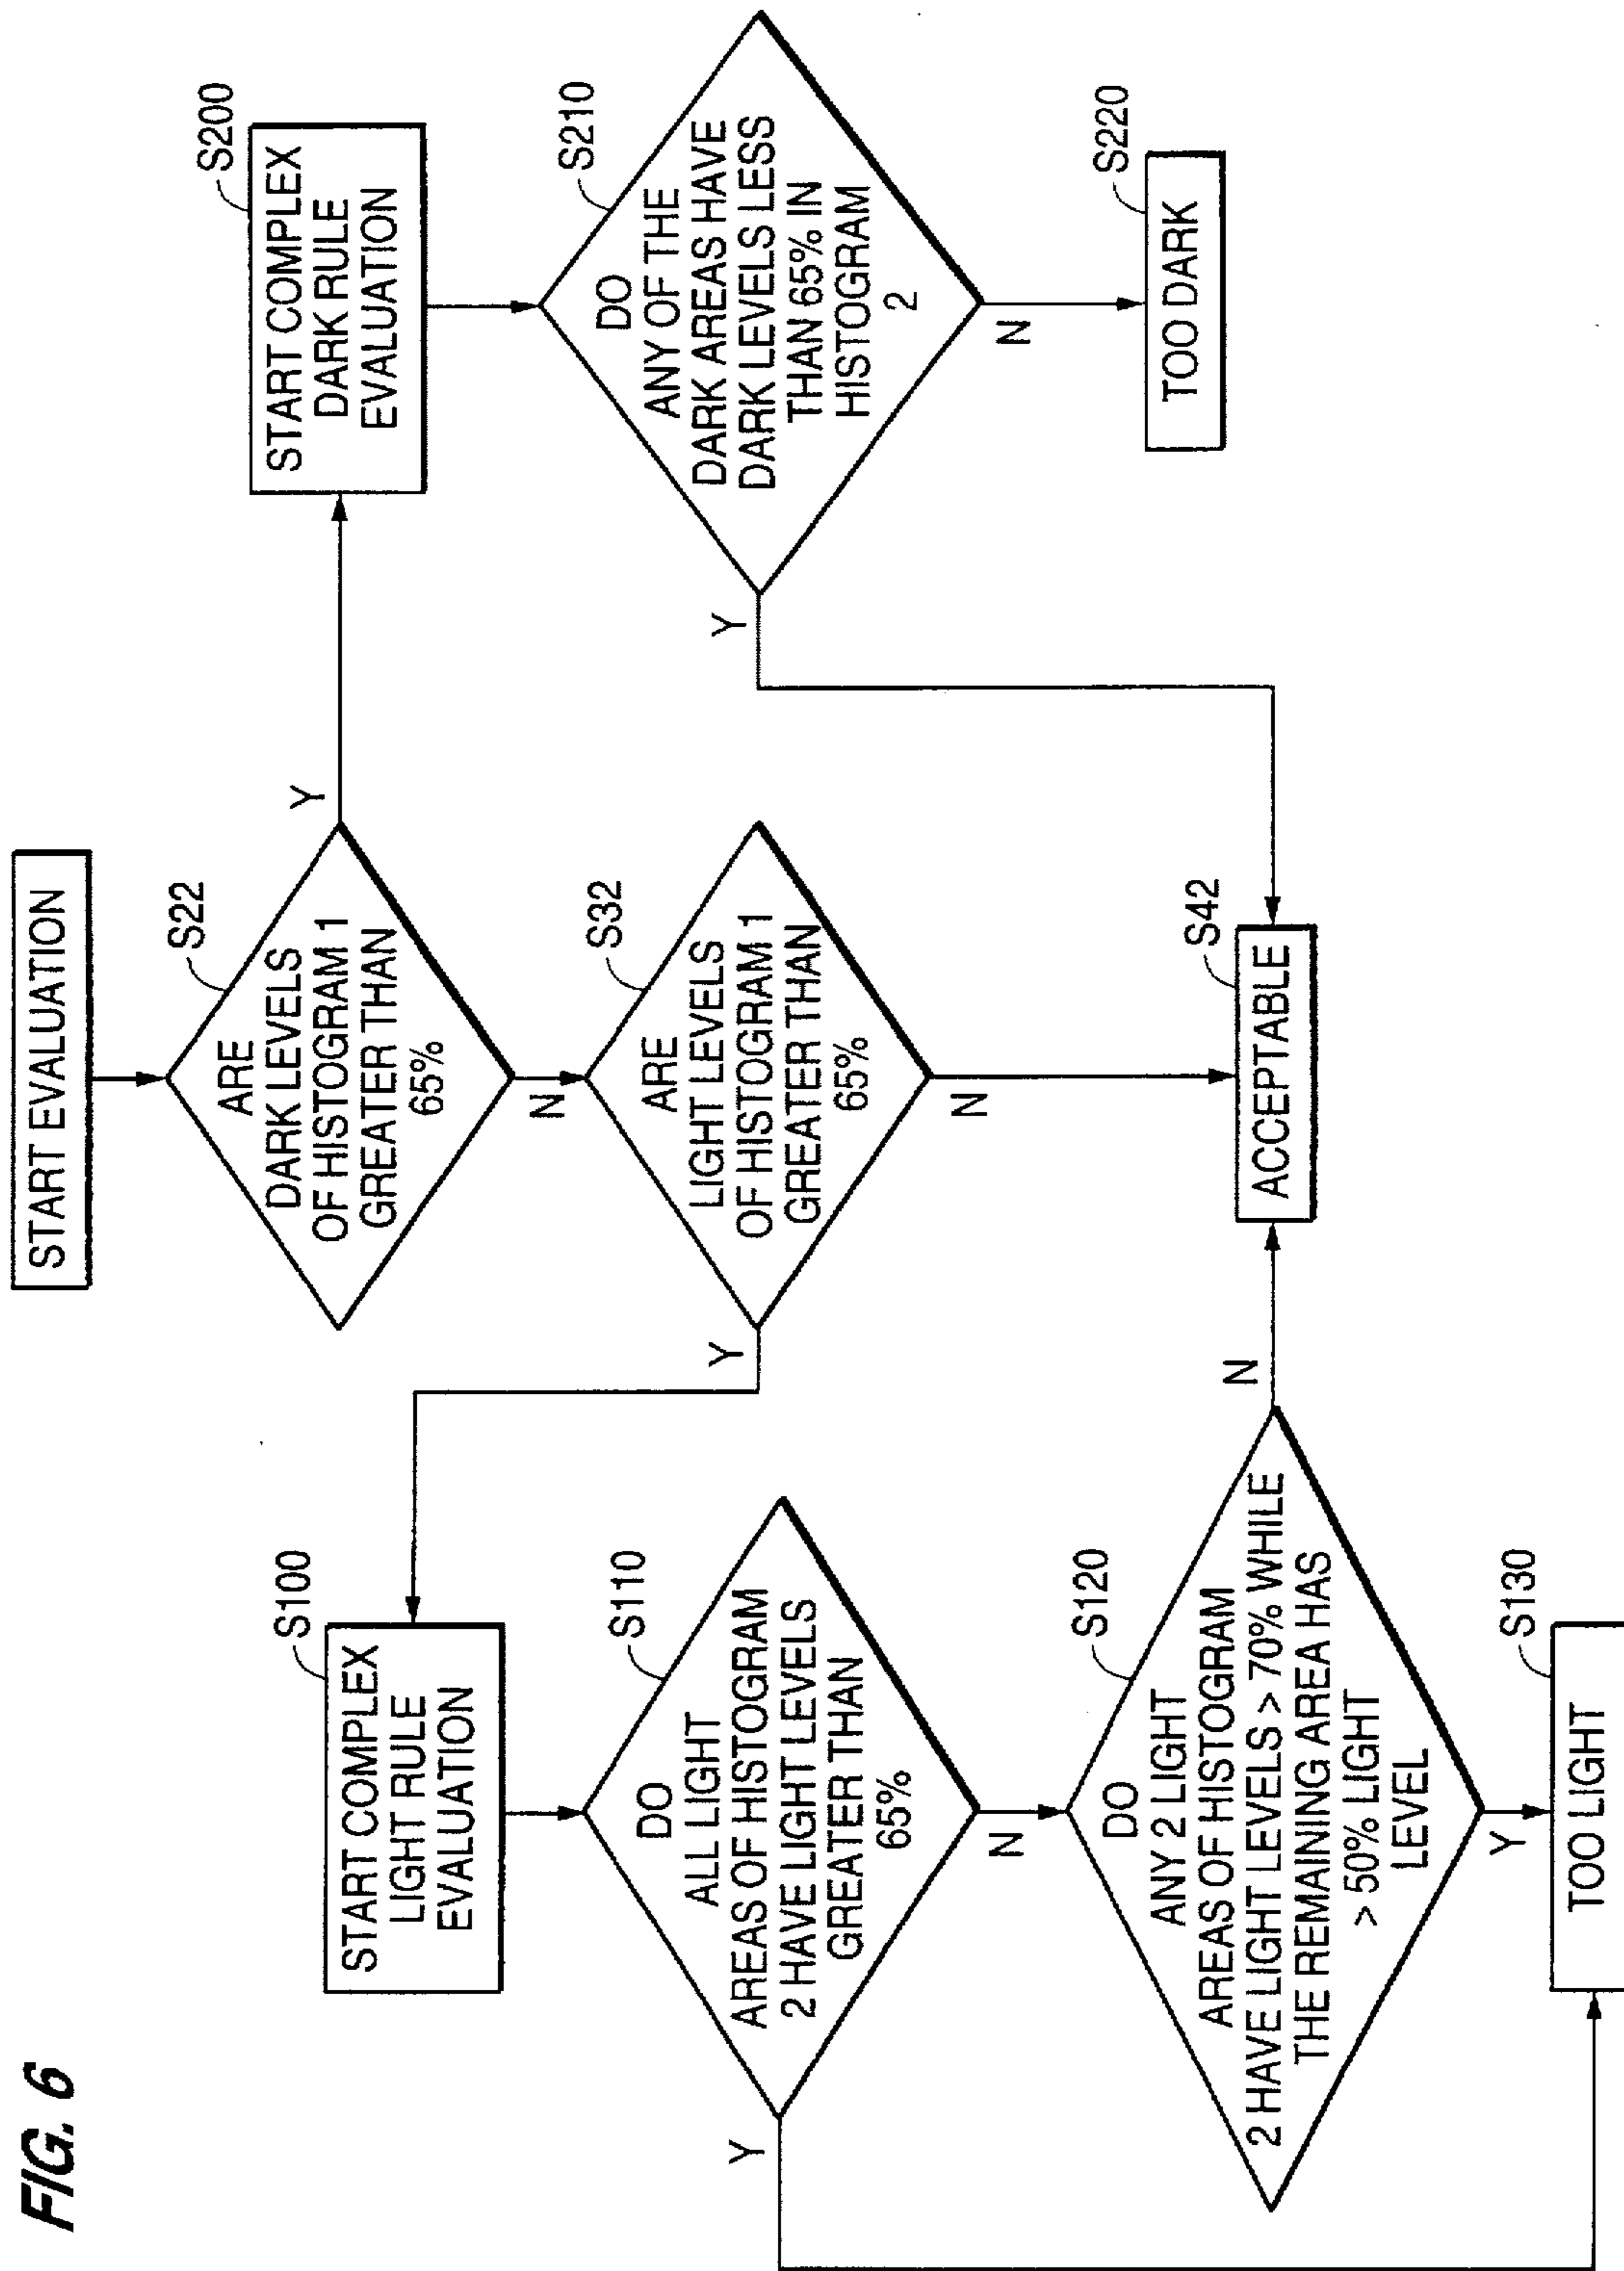 FIG. 6
START EVALUATION
S22
ARE
DARK LEVELS
OF HISTOGRAM 1
GREATER THAN
65%
Y
N
S200
START COMPLEX
DARK RULE
EVALUATION
S210
DO
ANY OF THE
DARK AREAS HAVE
DARK LEVELS LESS
THAN 65% IN
HISTOGRAM
2
Y
N
S220
TOO DARK
S32
ARE
LIGHT LEVELS
OF HISTOGRAM 1
GREATER THAN
65%
Y
N
S42
ACCEPTABLE
S100
START COMPLEX
LIGHT RULE
EVALUATION
S110
DO
ALL LIGHT
AREAS OF HISTOGRAM
2 HAVE LIGHT LEVELS
GREATER THAN
65%
Y
N
S120
DO
ANY 2 LIGHT
AREAS OF HISTOGRAM
2 HAVE LIGHT LEVELS > 70% WHILE
THE REMAINING AREA HAS
> 50% LIGHT
LEVEL
N
Y
S130
TOO LIGHT